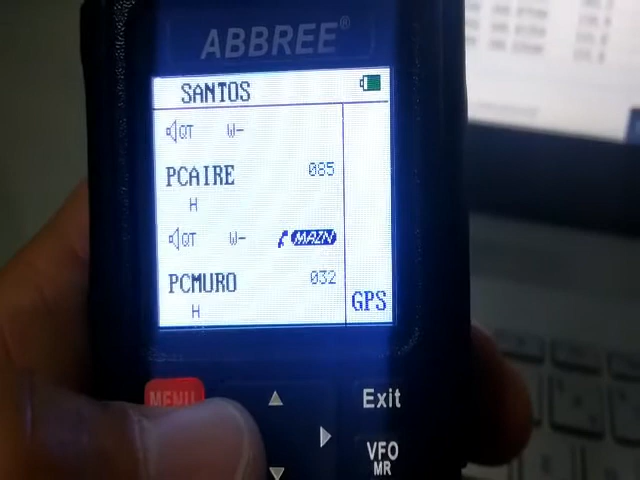 ABBREE®
SANTOS
QT W-
PCAIRE 085
H
QT W- MAIN
PCMURO 032
H
GPS
MENU
Exit
VFO
MR